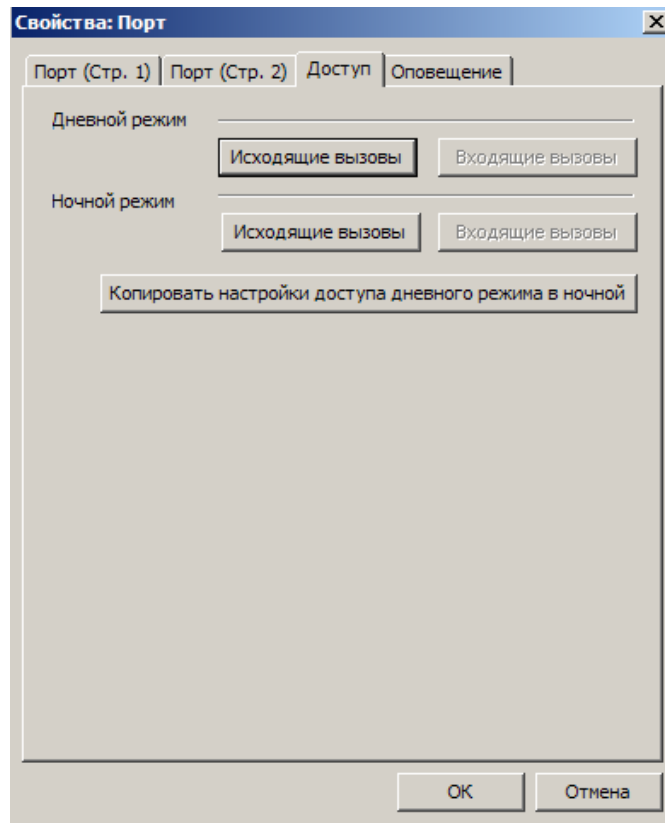 Свойства: Порт
Порт (Стр. 1) Порт (Стр. 2) Доступ Оповещение
Дневной режим
Исходящие вызовы Входящие вызовы
Ночной режим
Исходящие вызовы Входящие вызовы
Копировать настройки доступа дневного режима в ночной
ОК Отмена